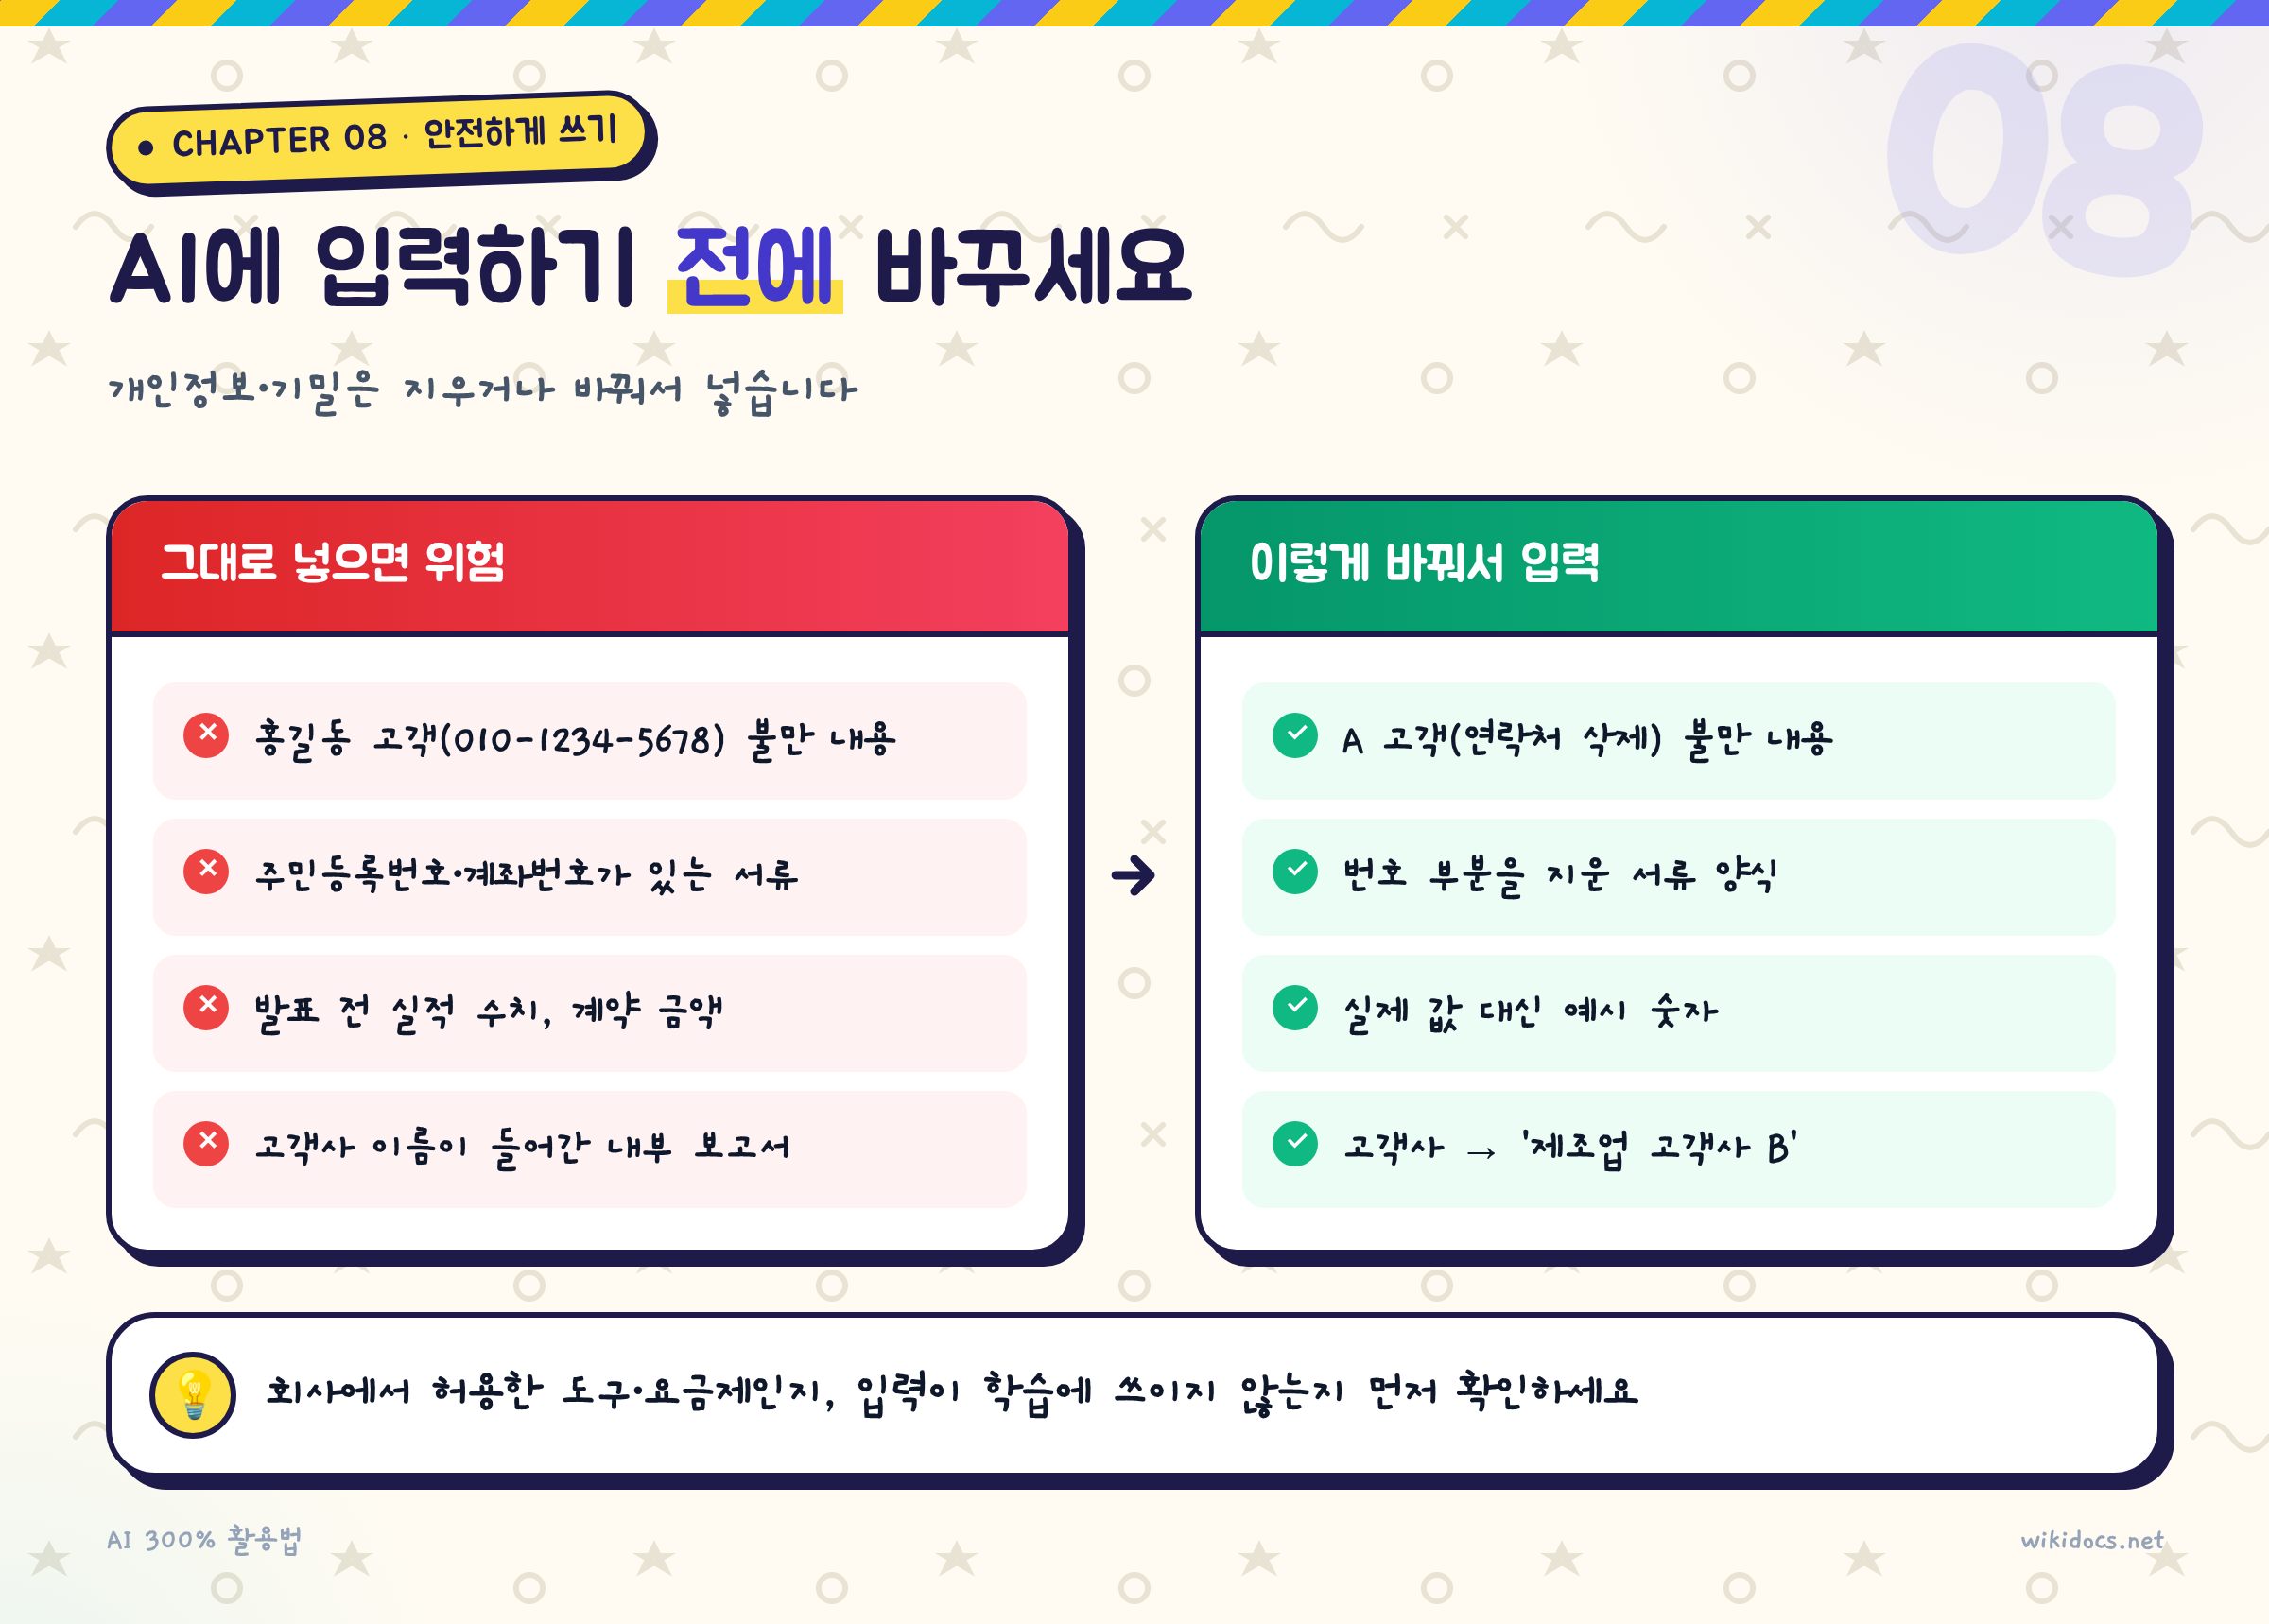 08
CHAPTER 08 · 안전하게 쓰기
AI에 입력하기 전에 바꾸세요
개인정보·기밀은 지우거나 바꿔서 넣습니다
그대로 넣으면 위험
홍길동 고객(010-1234-5678) 불만 내용
주민등록번호·계좌번호가 있는 서류
발표 전 실적 수치, 계약 금액
고객사 이름이 들어간 내부 보고서
→
이렇게 바꿔서 입력
A 고객(연락처 삭제) 불만 내용
번호 부분을 지운 서류 양식
실제 값 대신 예시 숫자
고객사 → '제조업 고객사 B'
회사에서 허용한 도구·요금제인지, 입력이 학습에 쓰이지 않는지 먼저 확인하세요
AI 300% 활용법
wikidocs.net